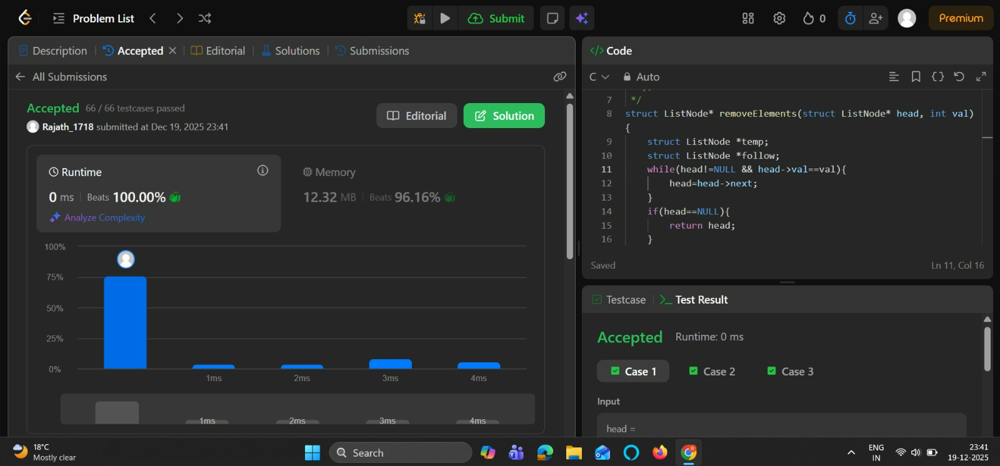 Problem List
Submit
0
Premium
Description
Accepted
Editorial
Solutions
Submissions
All Submissions
Accepted 66 / 66 testcases passed
Rajath_1718 submitted at Dec 19, 2025 23:41
Editorial
Solution
Runtime
0 ms Beats 100.00%
Analyze Complexity
Memory
12.32 MB Beats 96.16%
100%
75%
50%
25%
0%
1ms 2ms 3ms 4ms
1ms 2ms 3ms 4ms
</> Code
C Auto
7 */
8 struct ListNode* removeElements(struct ListNode* head, int val)
{
9 struct ListNode *temp;
10 struct ListNode *follow;
11 while(head!=NULL && head->val==val){
12 head=head->next;
13 }
14 if(head==NULL){
15 return head;
16 }
Saved
Ln 11, Col 16
Testcase
>_ Test Result
Accepted Runtime: 0 ms
Case 1 Case 2 Case 3
Input
head =
18°C
Mostly clear
Search
ENG
IN
23:41
19-12-2025